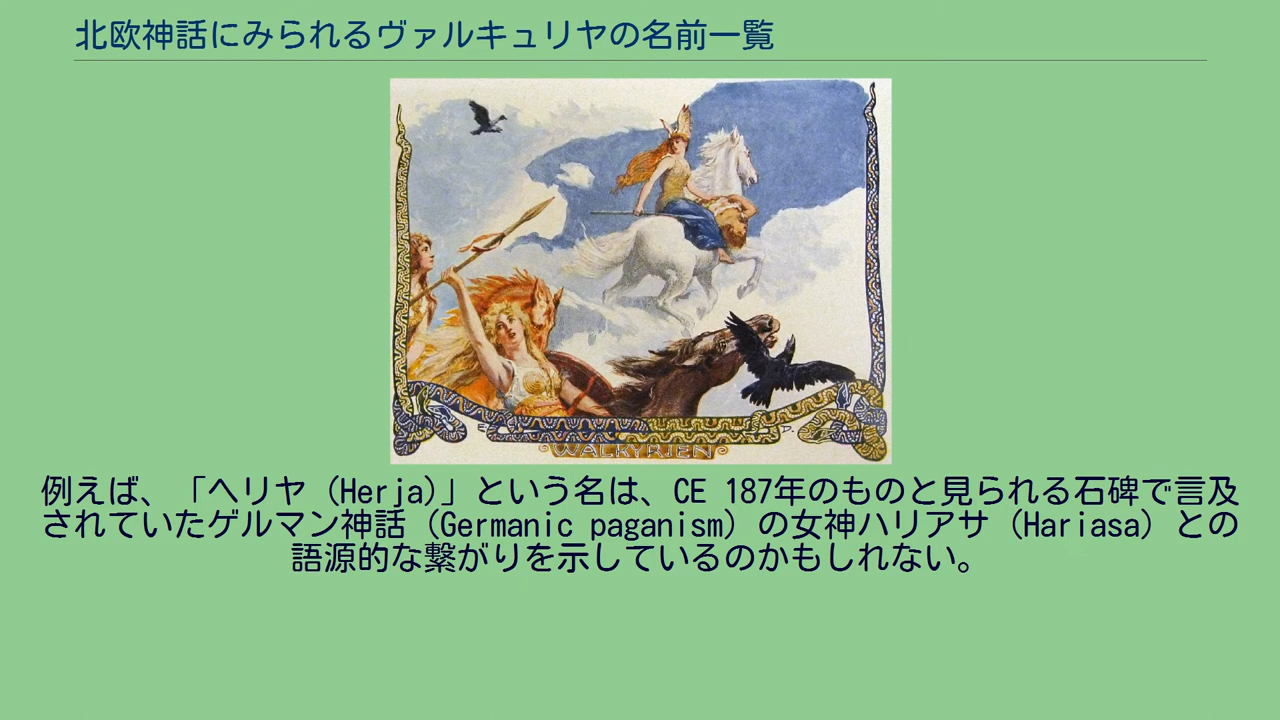 北欧神話にみられるヴァルキュリヤの名前一覧
E
D.
WALKYRIEN
例えば、「ヘリヤ（Herja)」という名は、CE 187年のものと見られる石碑で言及
されていたゲルマン神話（Germanic paganism）の女神ハリアサ（Hariasa）との
語源的な繋がりを示しているのかもしれない。